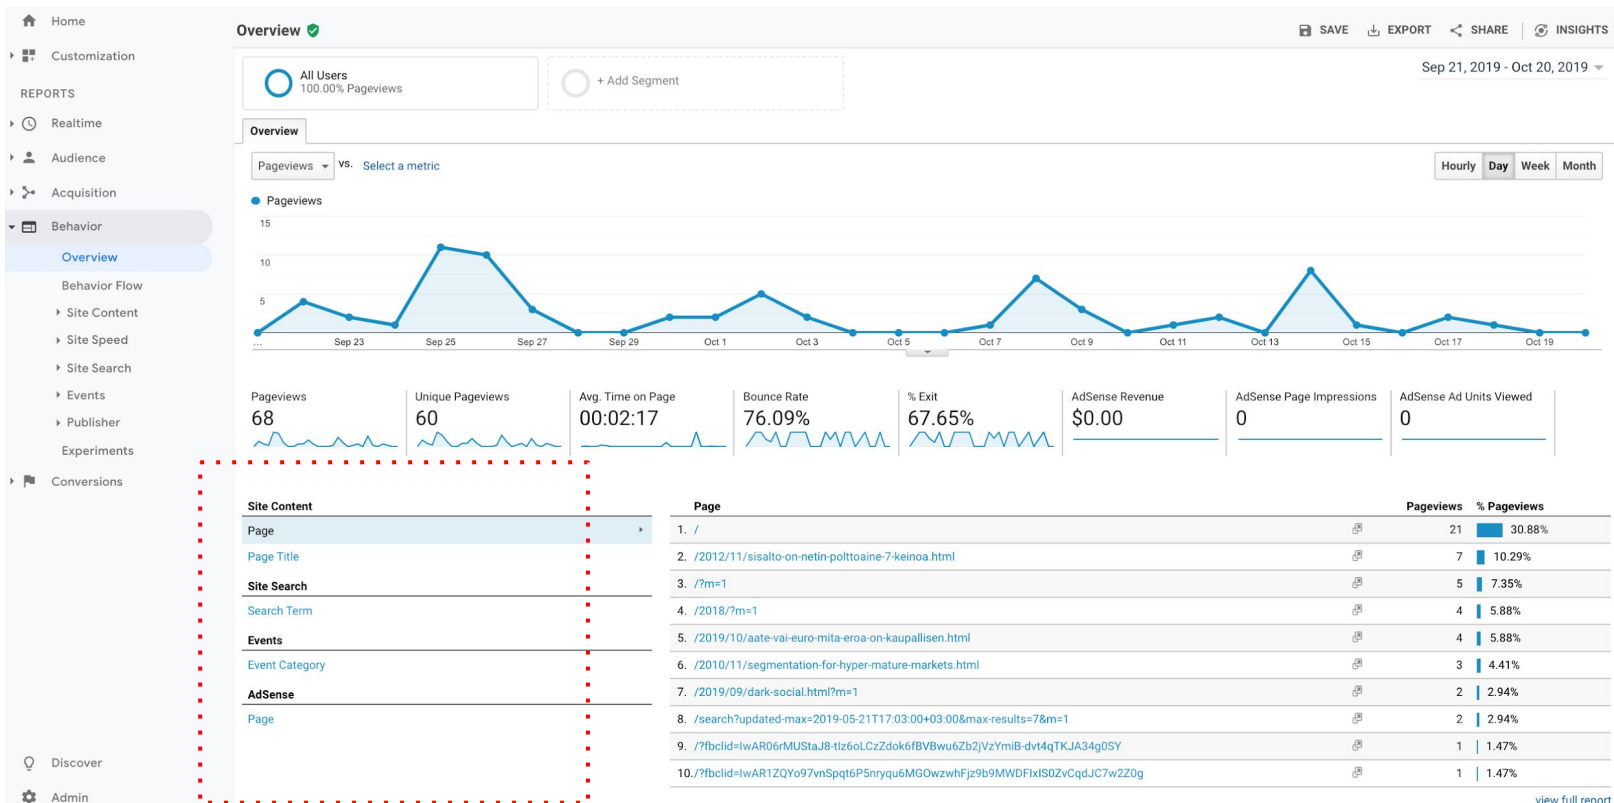 Home
Customization
REPORTS
Realtime
Audience
Acquisition
Behavior
Overview
Behavior Flow
Site Content
Site Speed
Site Search
Events
Publisher
Experiments
Conversions
Discover
Admin
Overview
SAVE EXPORT SHARE INSIGHTS
All Users
100.00% Pageviews
+ Add Segment
Sep 21, 2019 - Oct 20, 2019
Overview
Pageviews VS. Select a metric
Hourly Day Week Month
Pageviews
15
10
5
... Sep 23 Sep 25 Sep 27 Sep 29 Oct 1 Oct 3 Oct 5 Oct 7 Oct 9 Oct 11 Oct 13 Oct 15 Oct 17 Oct 19
Pageviews Unique Pageviews Avg. Time on Page Bounce Rate % Exit AdSense Revenue AdSense Page Impressions AdSense Ad Units Viewed
68 60 00:02:17 76.09% 67.65% $0.00 0 0
Site Content
Page
Page Title
Site Search
Search Term
Events
Event Category
AdSense
Page
Page Pageviews % Pageviews
1. / 21 30.88%
2. /2012/11/sisalto-on-netin-polttoaine-7-keinoa.html 7 10.29%
3. /?m=1 5 7.35%
4. /2018/?m=1 4 5.88%
5. /2019/10/aate-vai-euro-mita-eroa-on-kaupallisen.html 4 5.88%
6. /2010/11/segmentation-for-hyper-mature-markets.html 3 4.41%
7. /2019/09/dark-social.html?m=1 2 2.94%
8. /search?updated-max=2019-05-21T17:03:00+03:00&max-results=7&m=1 2 2.94%
9. /?fbclid=IwAR06rMUStaJ8-tIz6oLCzZdok6fBVBwu6Zb2jVzYmiB-dvt4qTKJA34g0SY 1 1.47%
10. /?fbclid=IwAR1ZQYo97vnSpqt6P5nryqu6MGOwzwhFjz9b9MWDFIxIS0ZvCqdJC7w2Z0g 1 1.47%
view full report